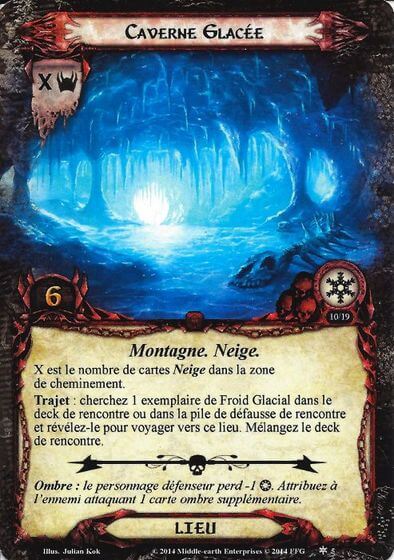 Caverne Glacée
X
6
10/19
Montagne. Neige.
X est le nombre de cartes Neige dans la zone
de cheminement.
Trajet : cherchez 1 exemplaire de Froid Glacial dans le
deck de rencontre ou dans la pile de défausse de rencontre
et révélez-le pour voyager vers ce lieu. Mélangez le deck
de rencontre.
Ombre : le personnage défenseur perd -1. Attribuez à
l'ennemi attaquant 1 carte ombre supplémentaire.
LIEU
Illus. Julian Kok
© 2014 Middle-earth Enterprises © 2014 FFG
5